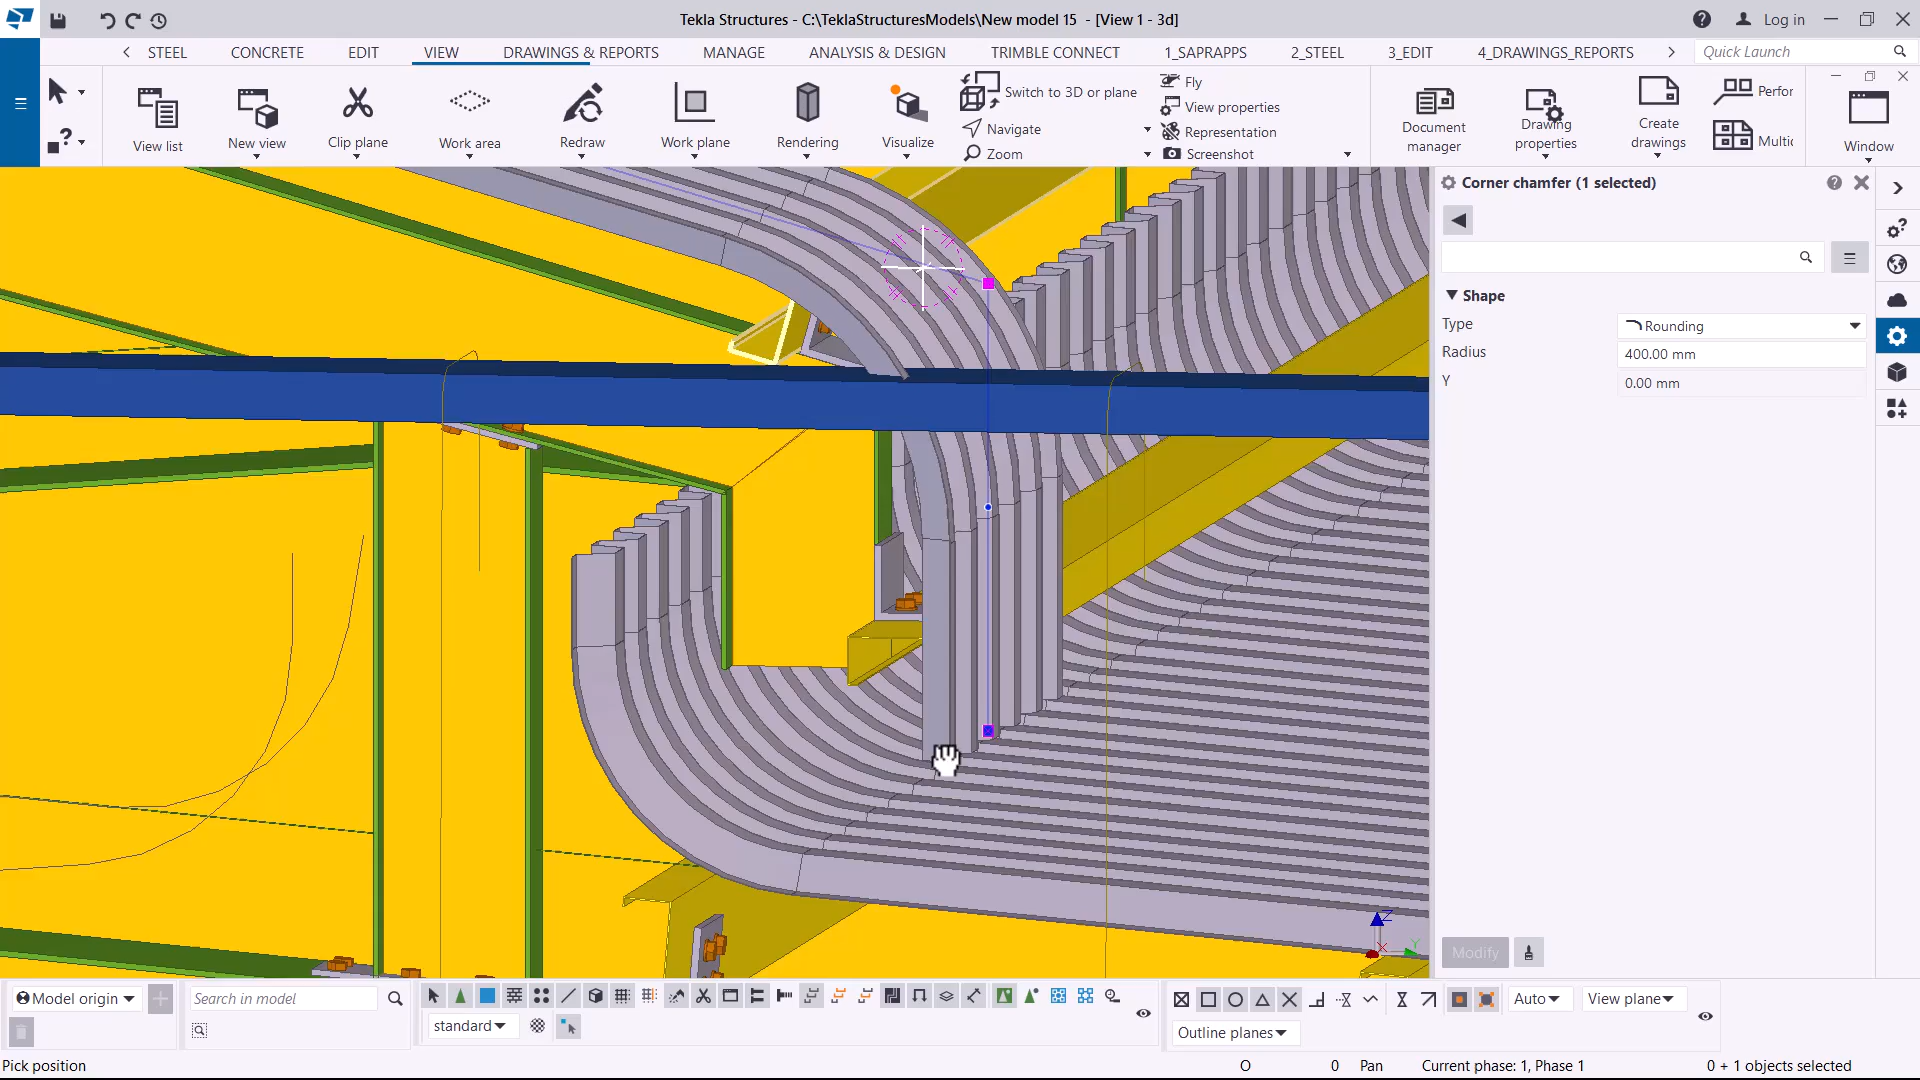 Tekla Structures - C:\TeklaStructuresModels\New model 15 - [View 1 - 3d]
Log in
STEEL CONCRETE EDIT VIEW DRAWINGS & REPORTS MANAGE ANALYSIS & DESIGN TRIMBLE CONNECT 1_SAPRAPPS 2_STEEL 3_EDIT 4_DRAWINGS_REPORTS
Quick Launch
View list
New view
Clip plane
Work area
Redraw
Work plane
Rendering
Visualize
Switch to 3D or plane
Navigate
Zoom
Fly
View properties
Representation
Screenshot
Document manager
Drawing properties
Create drawings
Perfor
Multic
Window
Corner chamfer (1 selected)
Shape
Type Rounding
Radius 400.00 mm
Y 0.00 mm
Modify
Z
X
Y
Model origin
Search in model
standard
Auto
View plane
Outline planes
Pick position
O 0 Pan Current phase: 1, Phase 1 0 + 1 objects selected